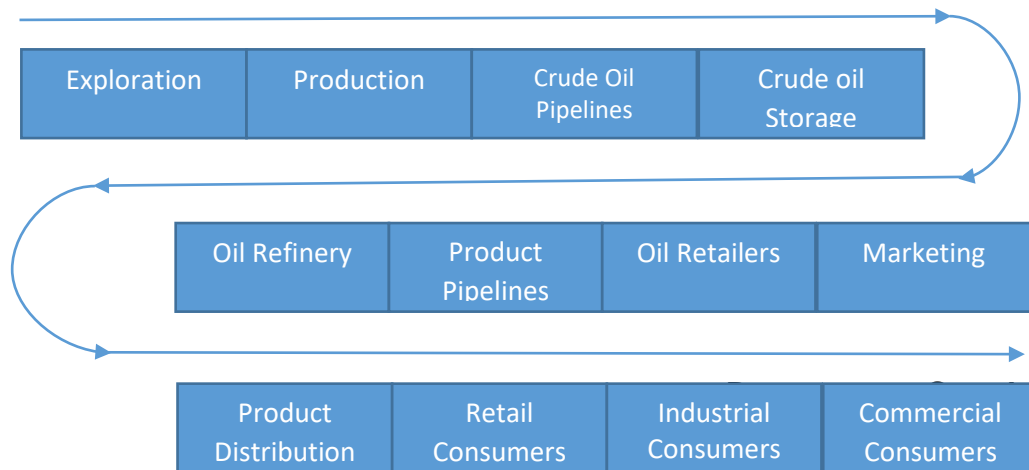 Exploration
Production
Crude Oil
Pipelines
Crude oil
Storage
Oil Refinery
Product
Pipelines
Oil Retailers
Marketing
Product
Distribution
Retail
Consumers
Industrial
Consumers
Commercial
Consumers